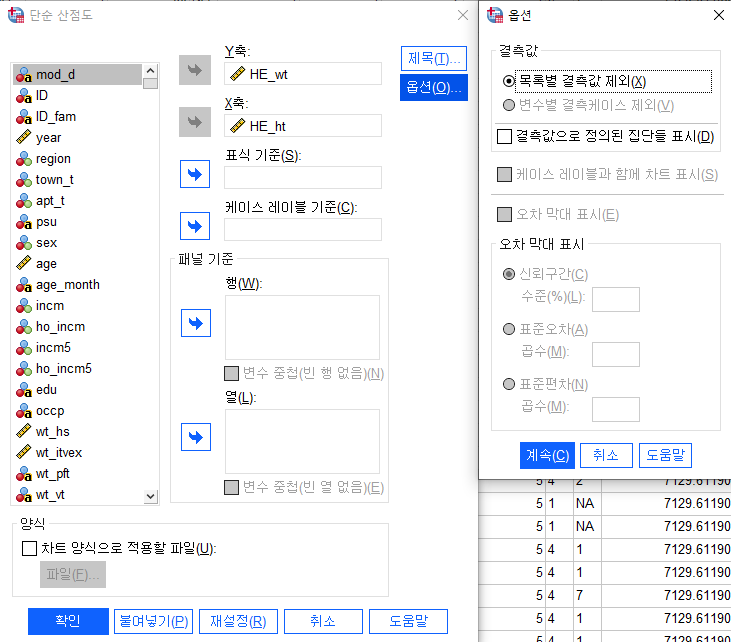 단순 산점도
mod_d
ID
ID_fam
year
region
town_t
apt_t
psu
sex
age
age_month
incm
ho_incm
incm5
ho_incm5
edu
occp
wt_hs
wt_itvex
wt_pft
wt_vt
Y축:
HE_wt
X축:
HE_ht
표식 기준(S):
케이스 레이블 기준(C):
패널 기준
행(W):
변수 중첩(빈 행 없음)(N)
열(L):
변수 중첩(빈 열 없음)(E)
제목(T)...
옵션(O)...
양식
차트 양식으로 적용할 파일(U):
파일(F)...
확인
붙여넣기(P)
재설정(R)
취소
도움말
옵션
결측값
목록별 결측값 제외(X)
변수별 결측케이스 제외(V)
결측값으로 정의된 집단들 표시(D)
케이스 레이블과 함께 차트 표시(S)
오차 막대 표시(E)
오차 막대 표시
신뢰구간(C)
수준(%)(L):
표준오차(A)
곱수(M):
표준편차(N)
곱수(M):
계속(C)
취소
도움말
5 4 2 7129.61190
5 1 NA 7129.61190
5 1 NA 7129.61190
5 4 1 7129.61190
5 4 1 7129.61190
5 4 7 7129.61190
5 4 1 7129.61190
5 4 1 7129.61190